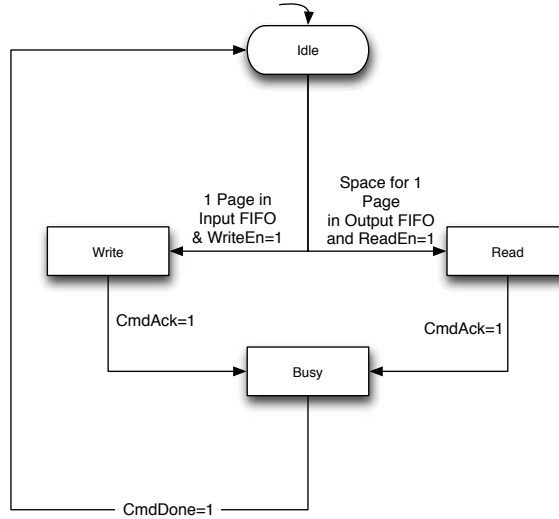 Idle
1 Page in
Input FIFO
& WriteEn=1
Space for 1
Page
in Output FIFO
and ReadEn=1
Write
Read
CmdAck=1
CmdAck=1
Busy
CmdDone=1